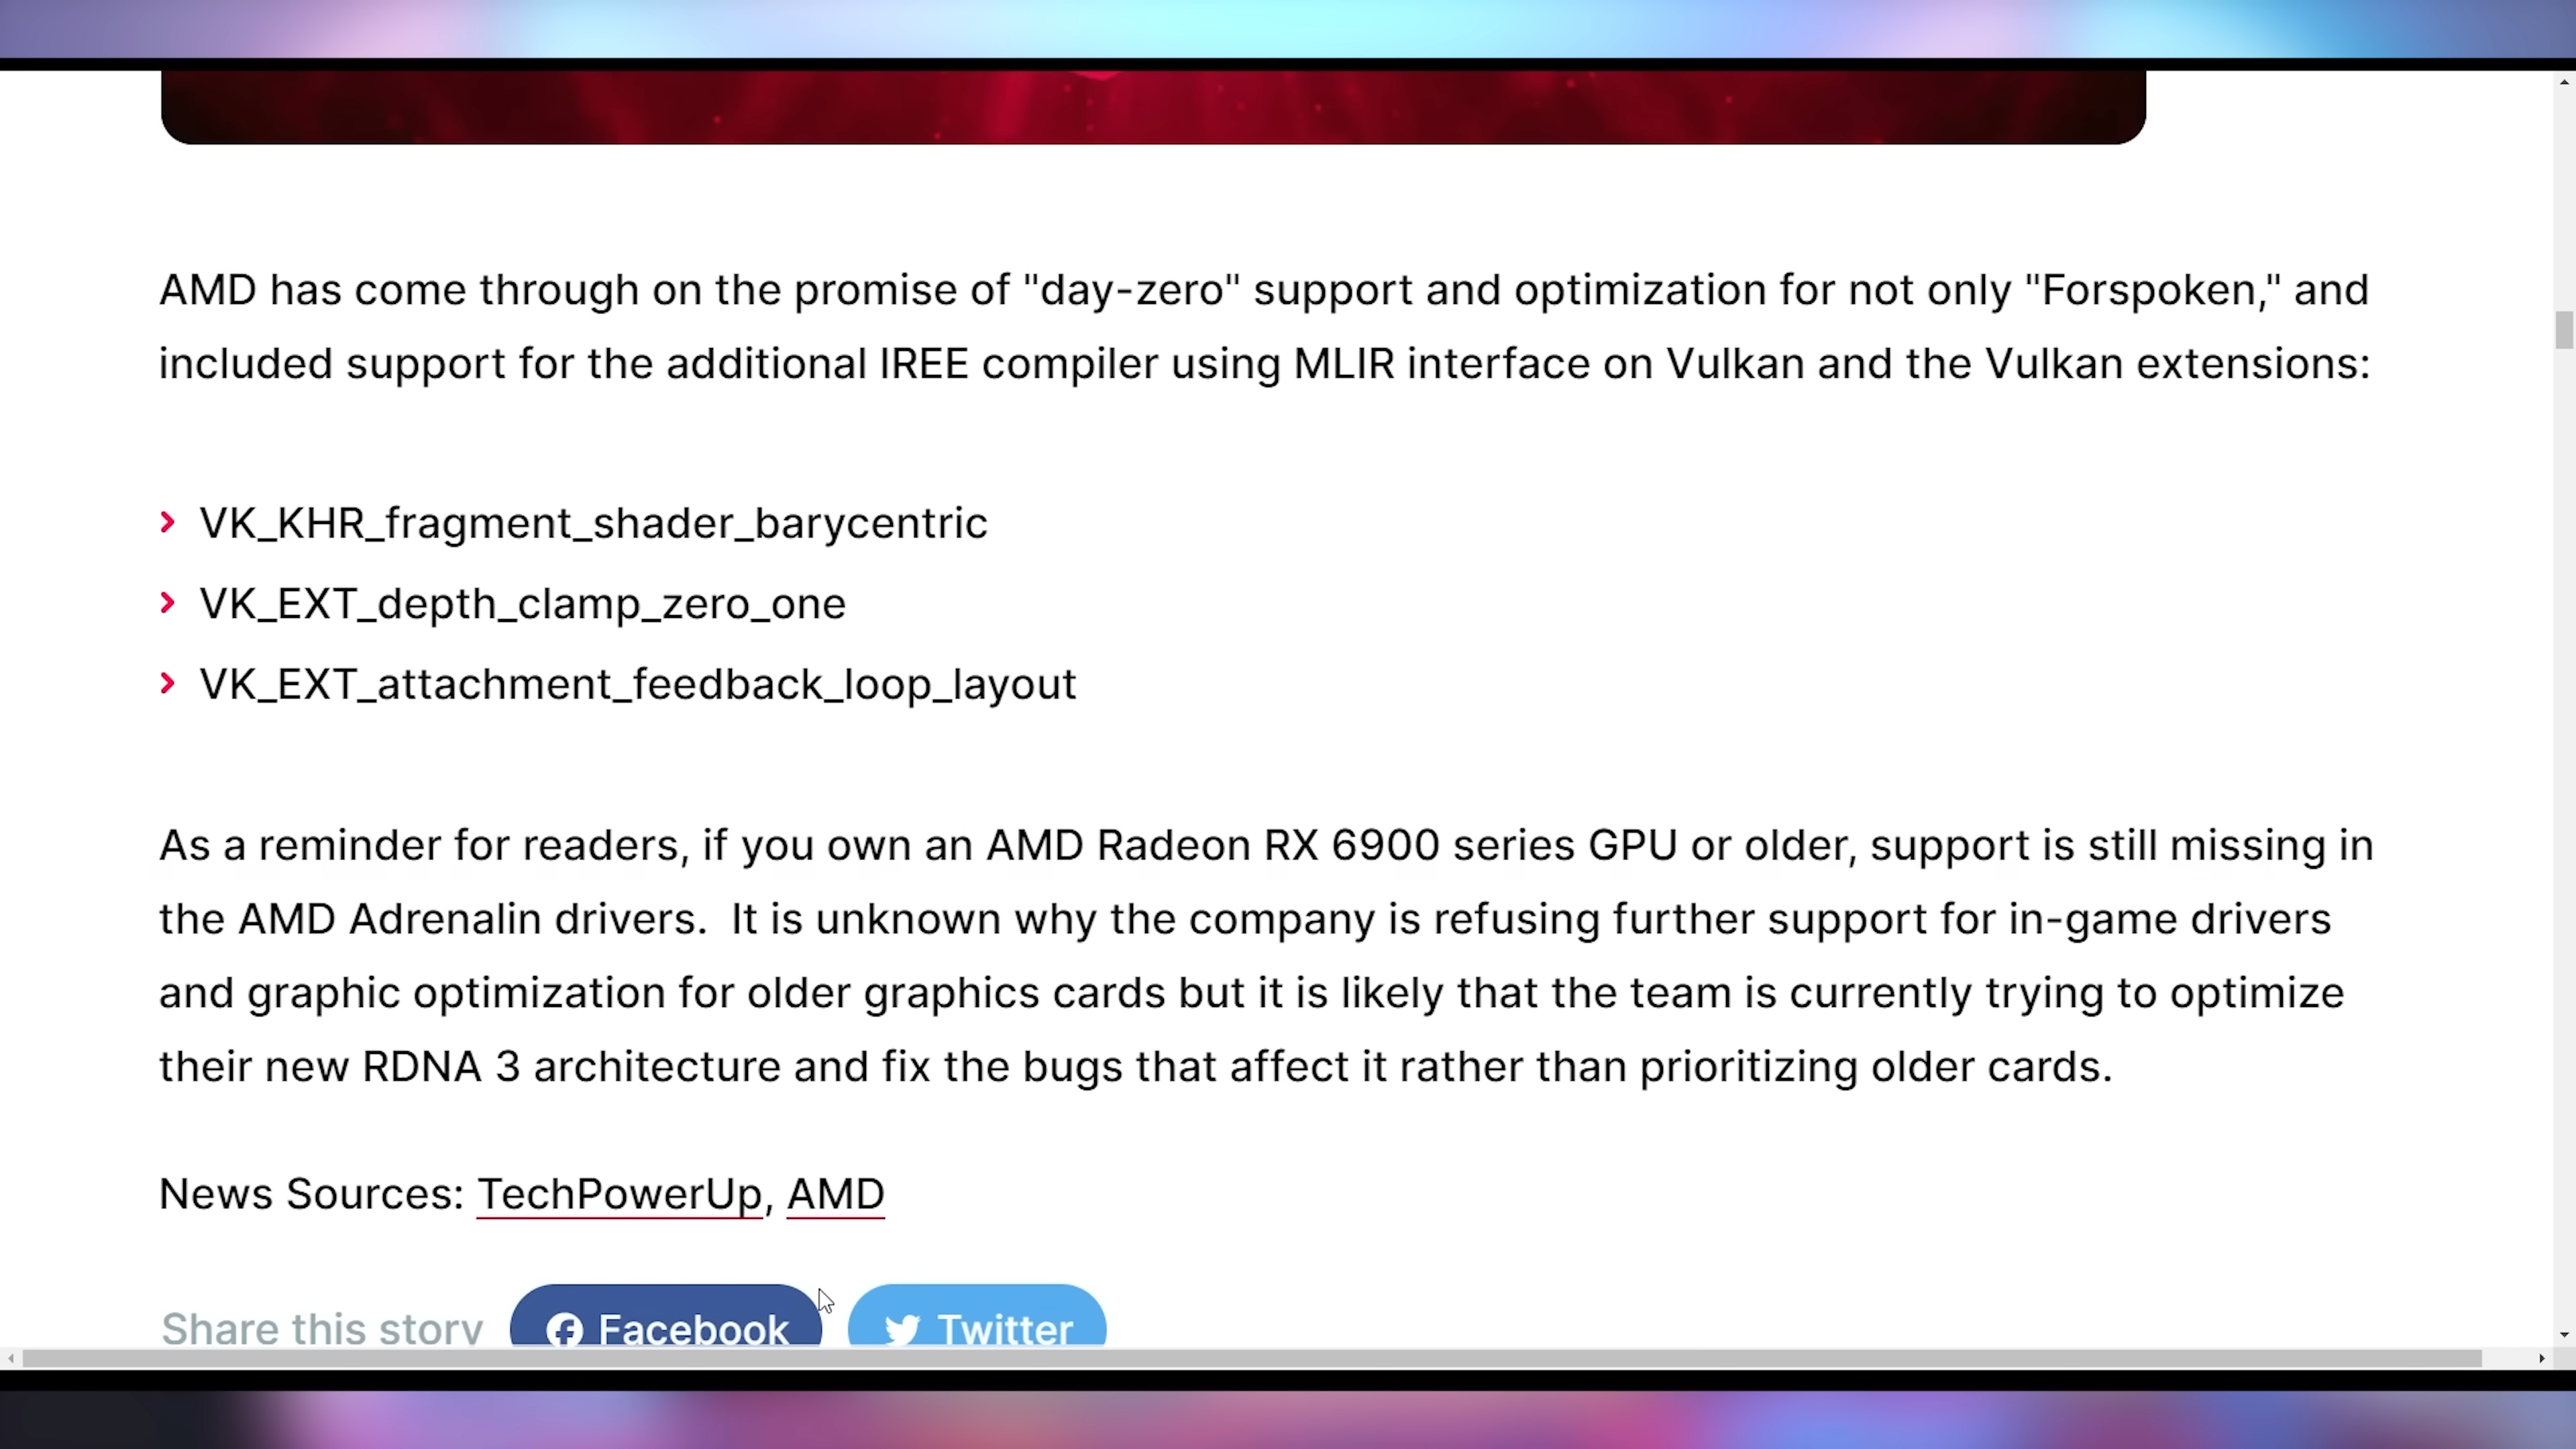 AMD has come through on the promise of "day-zero" support and optimization for not only "Forspoken," and
included support for the additional IREE compiler using MLIR interface on Vulkan and the Vulkan extensions:
VK_KHR_fragment_shader_barycentric
VK_EXT_depth_clamp_zero_one
VK_EXT_attachment_feedback_loop_layout
As a reminder for readers, if you own an AMD Radeon RX 6900 series GPU or older, support is still missing in
the AMD Adrenalin drivers.  It is unknown why the company is refusing further support for in-game drivers
and graphic optimization for older graphics cards but it is likely that the team is currently trying to optimize
their new RDNA 3 architecture and fix the bugs that affect it rather than prioritizing older cards.
News Sources: TechPowerUp, AMD
Share this story Facebook Twitter